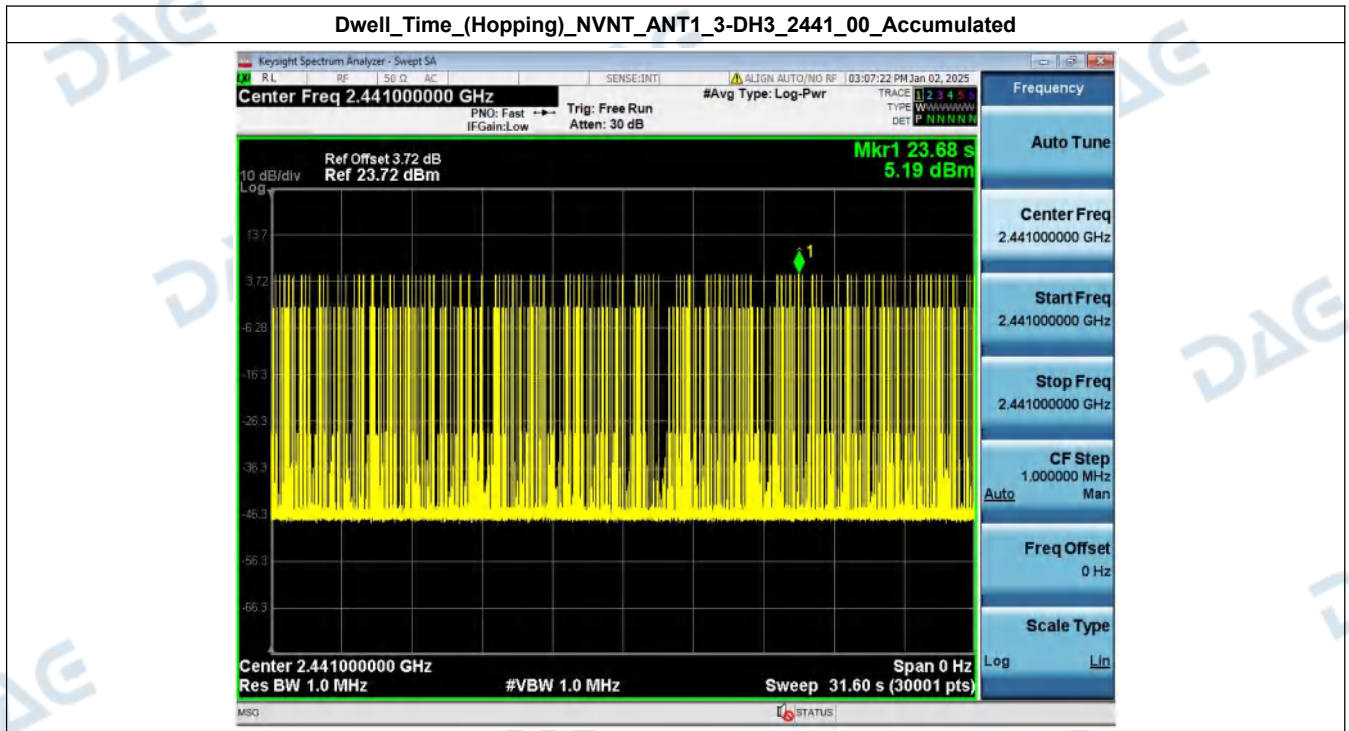 Dwell_Time_(Hopping)_NVNT_ANT1_3-DH3_2441_00_Accumulated
Keysight Spectrum Analyzer - Swept SA
RL RF 50 Ω AC SENSE:INT ALIGN AUTO/NO RF 03:07:22 PM Jan 02, 2025
Center Freq 2.441000000 GHz
PNO: Fast
IFGain:Low
Trig: Free Run
Atten: 30 dB
#Avg Type: Log-Pwr
TRACE 1 2 3 4 5 6
TYPE WWWWWW
DET P NNNNN
Frequency
Mkr1 23.68 s
5.19 dBm
Ref Offset 3.72 dB
10 dB/div Ref 23.72 dBm
Log
13.7
3.72
-6.28
-16.3
-26.3
-36.3
-46.3
-56.3
-66.3
1
Center 2.441000000 GHz Span 0 Hz
Res BW 1.0 MHz #VBW 1.0 MHz Sweep 31.60 s (30001 pts)
Auto Tune
Center Freq
2.441000000 GHz
Start Freq
2.441000000 GHz
Stop Freq
2.441000000 GHz
CF Step
1.000000 MHz
Auto Man
Freq Offset
0 Hz
Scale Type
Log Lin
MSG STATUS
DAG
DAG
DAG
DAG